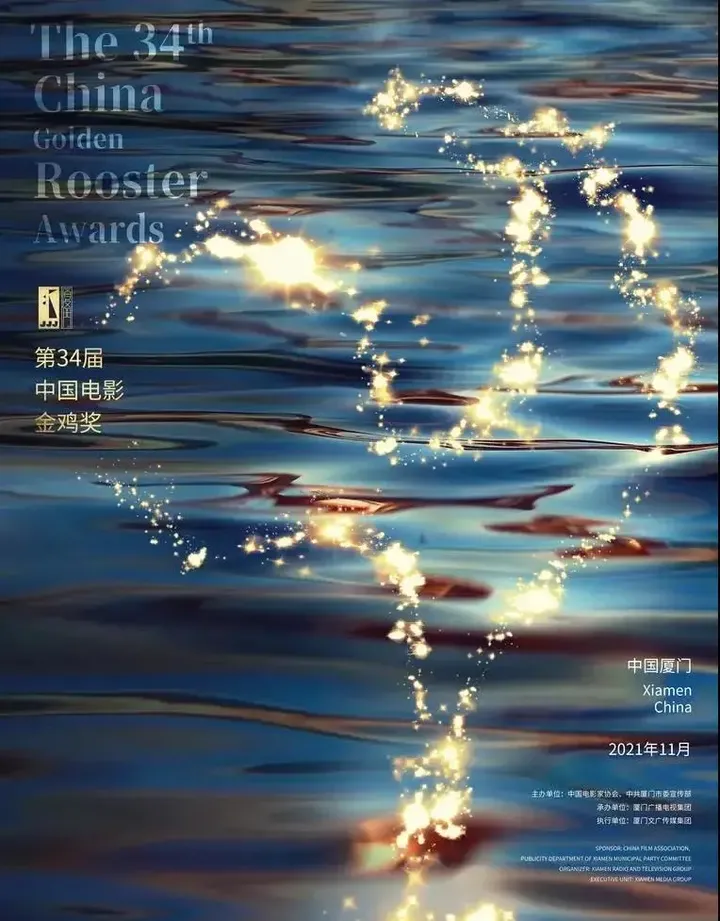 The 34th
China
Golden
Rooster
Awards
第34届
中国电影
金鸡奖
中国厦门
Xiamen
China
2021年11月
主办单位：中国电影家协会、中共厦门市委宣传部
承办单位：厦门广播电视集团
执行单位：厦门文广传媒集团
SPONSOR: CHINA FILM ASSOCIATION,
PUBLICITY DEPARTMENT OF XIAMEN MUNICIPAL PARTY COMMITTEE
ORGANIZER: XIAMEN RADIO AND TELEVISION GROUP
EXECUTIVE UNIT: XIAMEN MEDIA GROUP